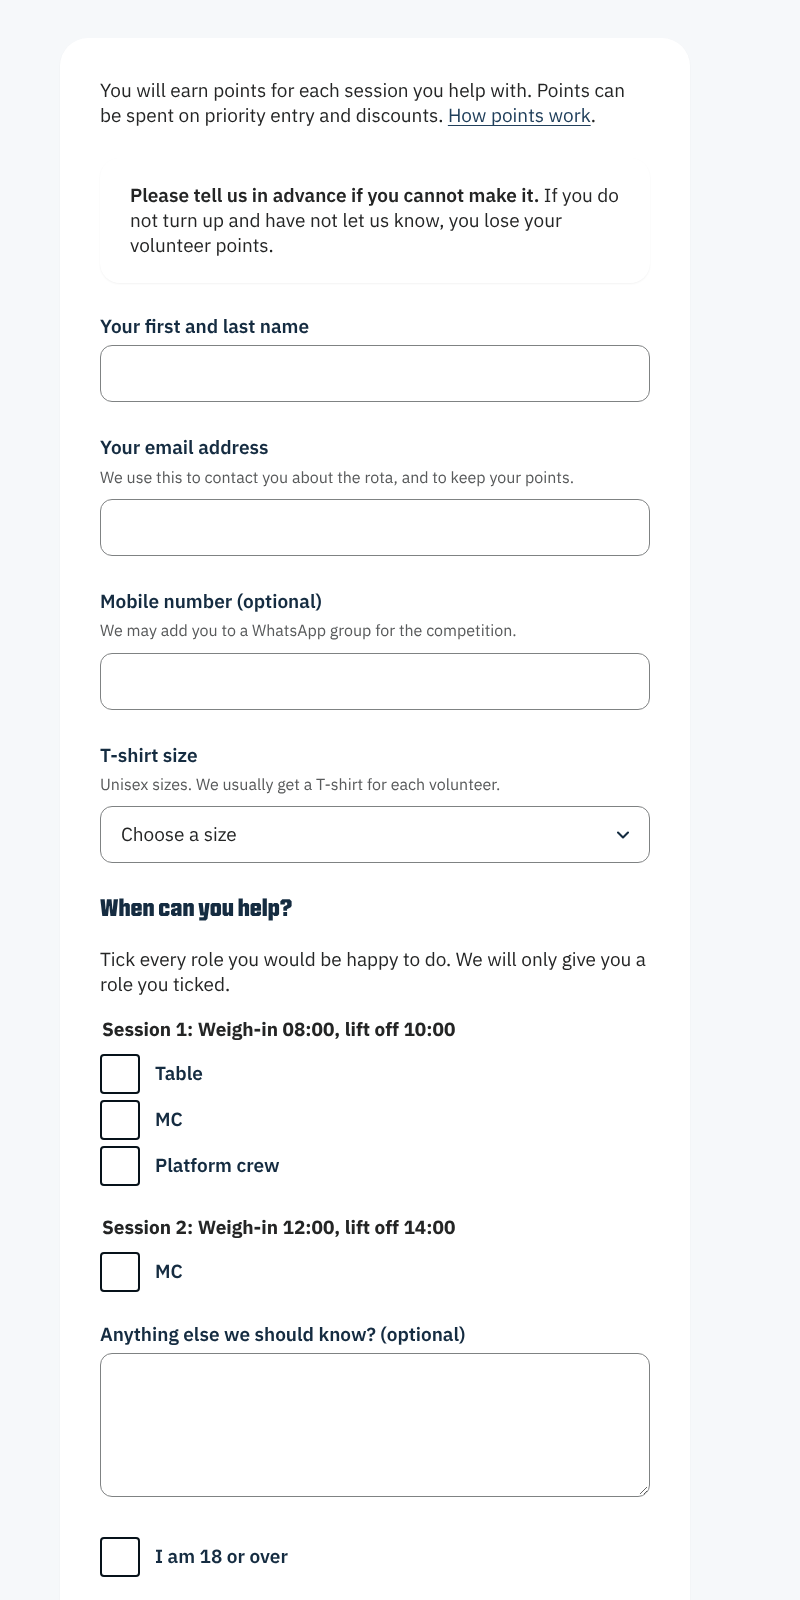 You will earn points for each session you help with. Points can
be spent on priority entry and discounts. How points work.
Please tell us in advance if you cannot make it. If you do
not turn up and have not let us know, you lose your
volunteer points.
Your first and last name
Your email address
We use this to contact you about the rota, and to keep your points.
Mobile number (optional)
We may add you to a WhatsApp group for the competition.
T-shirt size
Unisex sizes. We usually get a T-shirt for each volunteer.
Choose a size
When can you help?
Tick every role you would be happy to do. We will only give you a
role you ticked.
Session 1: Weigh-in 08:00, lift off 10:00
Table
MC
Platform crew
Session 2: Weigh-in 12:00, lift off 14:00
MC
Anything else we should know? (optional)
I am 18 or over